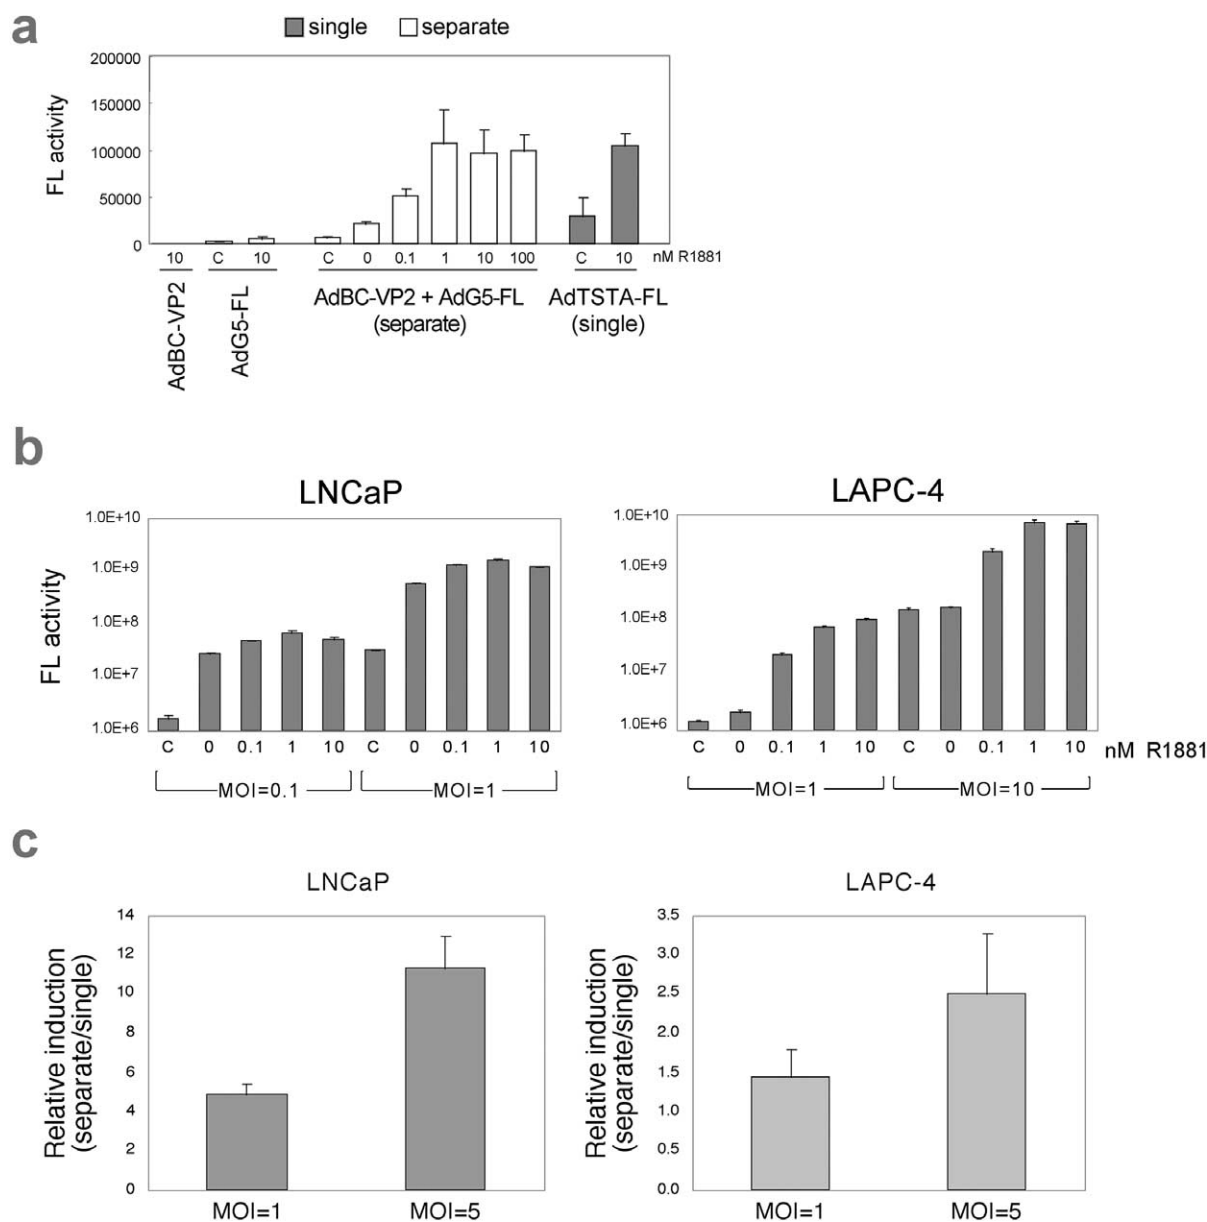 a
single separate
200000
150000
100000
50000
0
FL activity
10 C 10 C 0 0.1 1 10 100 C 10 nM R1881
AdBC-VP2
AdG5-FL
AdBC-VP2 + AdG5-FL
(separate)
AdTSTA-FL
(single)
b
LNCaP
1.0E+10
1.0E+9
1.0E+8
1.0E+7
1.0E+6
FL activity
C 0 0.1 1 10 C 0 0.1 1 10
MOI=0.1 MOI=1
LAPC-4
1.0E+10
1.0E+9
1.0E+8
1.0E+7
1.0E+6
C 0 0.1 1 10 C 0 0.1 1 10 nM R1881
MOI=1 MOI=10
c
LNCaP
14
12
10
8
6
4
2
0
Relative induction
(separate/single)
MOI=1 MOI=5
LAPC-4
3.5
3.0
2.5
2.0
1.5
1.0
0.5
0.0
Relative induction
(separate/single)
MOI=1 MOI=5